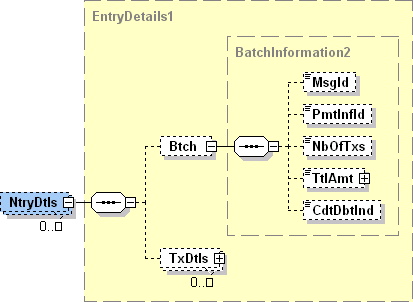 EntryDetails1
BatchInformation2
MsgId
PmtInfId
Btch
NbOfTxs
TtlAmt
NtryDtls
CdtDbtInd
0..□
TxDtls
0..□